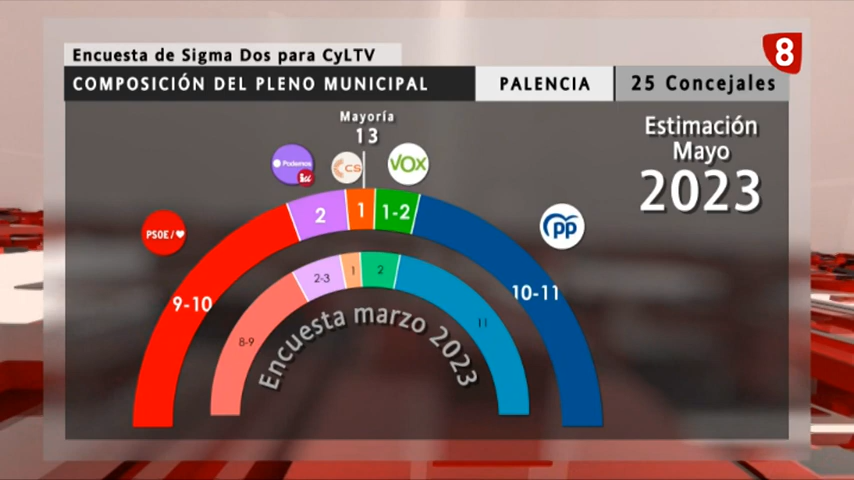 8
Encuesta de Sigma Dos para CyLTV
COMPOSICIÓN DEL PLENO MUNICIPAL
PALENCIA
25 Concejales
Estimación
Mayo
2023
Mayoría
13
Podemos
CS
VOX
PSOE/
PP
9-10
2
1
1-2
10-11
8-9
2-3
1
2
11
Encuesta marzo 2023